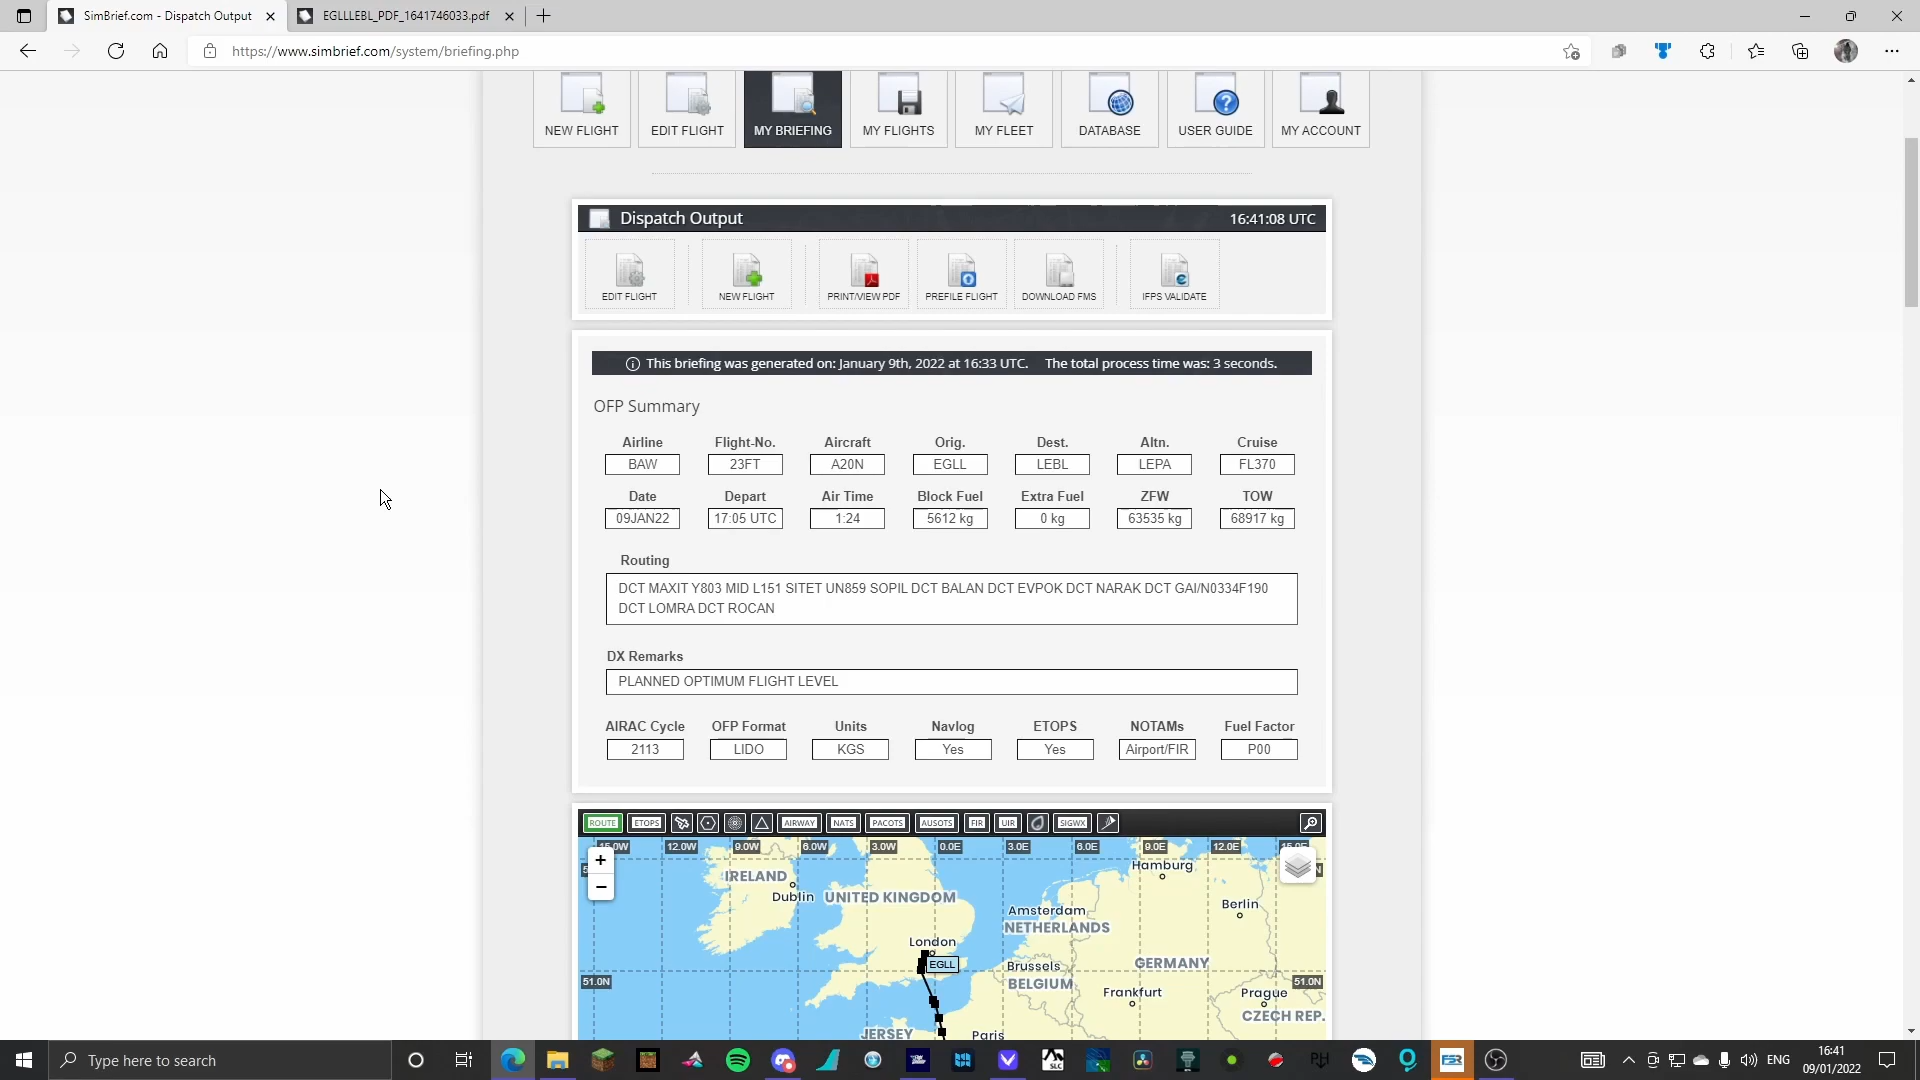 SimBrief.com - Dispatch Output
EGLLLEBL_PDF_1641746033.pdf
https://www.simbrief.com/system/briefing.php
NEW FLIGHT
EDIT FLIGHT
MY BRIEFING
MY FLIGHTS
MY FLEET
DATABASE
USER GUIDE
MY ACCOUNT
Dispatch Output
16:41:08 UTC
EDIT FLIGHT
NEW FLIGHT
PRINT/VIEW PDF
PREFILE FLIGHT
DOWNLOAD FMS
IFPS VALIDATE
This briefing was generated on: January 9th, 2022 at 16:33 UTC. The total process time was: 3 seconds.
OFP Summary
Airline Flight-No. Aircraft Orig. Dest. Altn. Cruise
BAW 23FT A20N EGLL LEBL LEPA FL370
Date Depart Air Time Block Fuel Extra Fuel ZFW TOW
09JAN22 17:05 UTC 1:24 5612 kg 0 kg 63535 kg 68917 kg
Routing
DCT MAXIT Y803 MID L151 SITET UN859 SOPIL DCT BALAN DCT EVPOK DCT NARAK DCT GAI/N0334F190
DCT LOMRA DCT ROCAN
DX Remarks
PLANNED OPTIMUM FLIGHT LEVEL
AIRAC Cycle OFP Format Units Navlog ETOPS NOTAMs Fuel Factor
2113 LIDO KGS Yes Yes Airport/FIR P00
ROUTE ETOPS AIRWAY NATS PACOTS AUSOTS FIR UIR SIGWX
15.0W 12.0W 9.0W 6.0W 3.0W 0.0E 3.0E 6.0E 9.0E 12.0E 15.0E
+
−
Hamburg
IRELAND
Dublin
UNITED KINGDOM
Berlin
Amsterdam
NETHERLANDS
London
EGLL
Brussels
GERMANY
51.0N
BELGIUM
51.0N
Frankfurt
Prague
CZECH REP.
JERSEY
Paris
Type here to search
SLC
FSR
ENG
16:41
09/01/2022